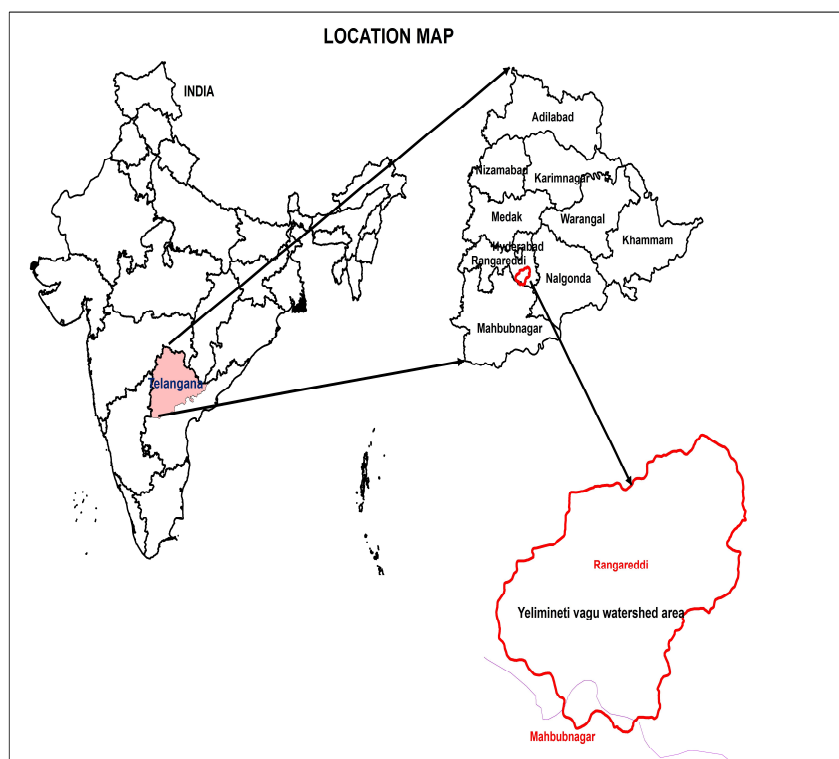 LOCATION MAP
INDIA
Adilabad
Nizamabad
Karimnagar
Medak
Warangal
Khammam
Hyderabad
Rangareddi
Nalgonda
Mahbubnagar
Telangana
Rangareddi
Yelimineti vagu watershed area
Mahbubnagar